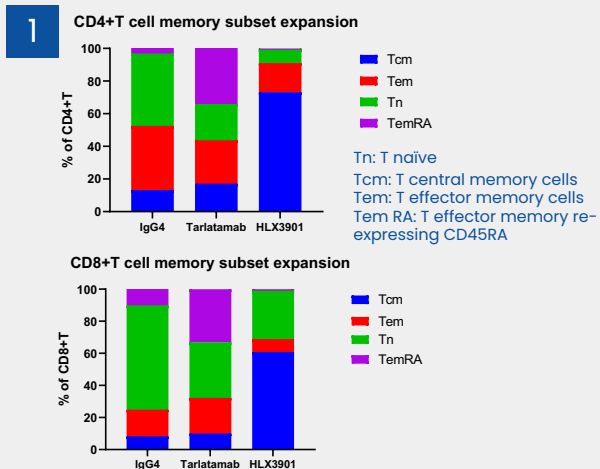 1
CD4+T cell memory subset expansion
% of CD4+T
100
80
60
40
20
0
IgG4 Tarlatamab HLX3901
Tcm
Tem
Tn
TemRA
Tn: T naïve
Tcm: T central memory cells
Tem: T effector memory cells
Tem RA: T effector memory re-
expressing CD45RA
CD8+T cell memory subset expansion
% of CD8+T
100
80
60
40
20
0
IgG4 Tarlatamab HLX3901
Tcm
Tem
Tn
TemRA